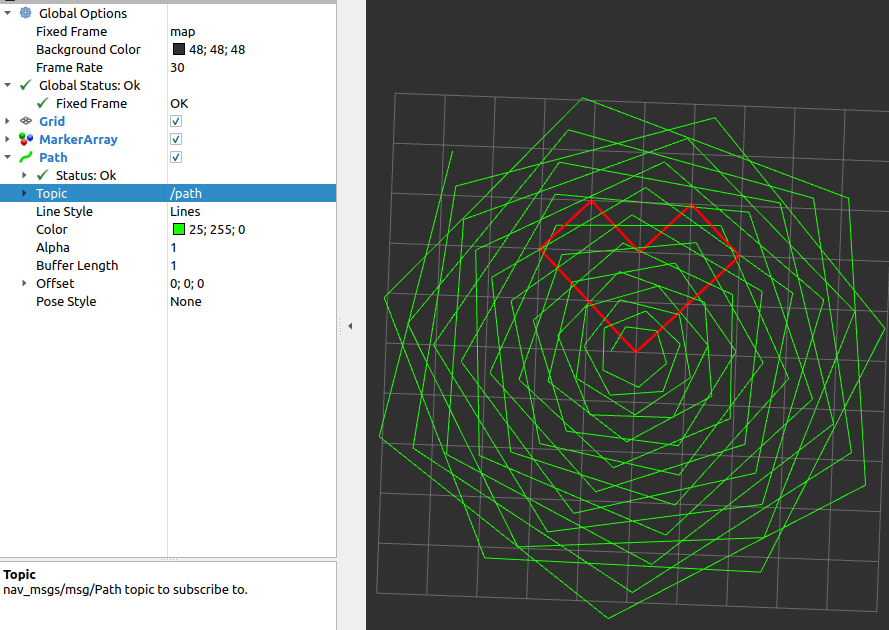 Global Options
Fixed Frame map
Background Color 48; 48; 48
Frame Rate 30
Global Status: Ok
Fixed Frame OK
Grid
MarkerArray
Path
Status: Ok
Topic /path
Line Style Lines
Color 25; 255; 0
Alpha 1
Buffer Length 1
Offset 0; 0; 0
Pose Style None
Topic
nav_msgs/msg/Path topic to subscribe to.